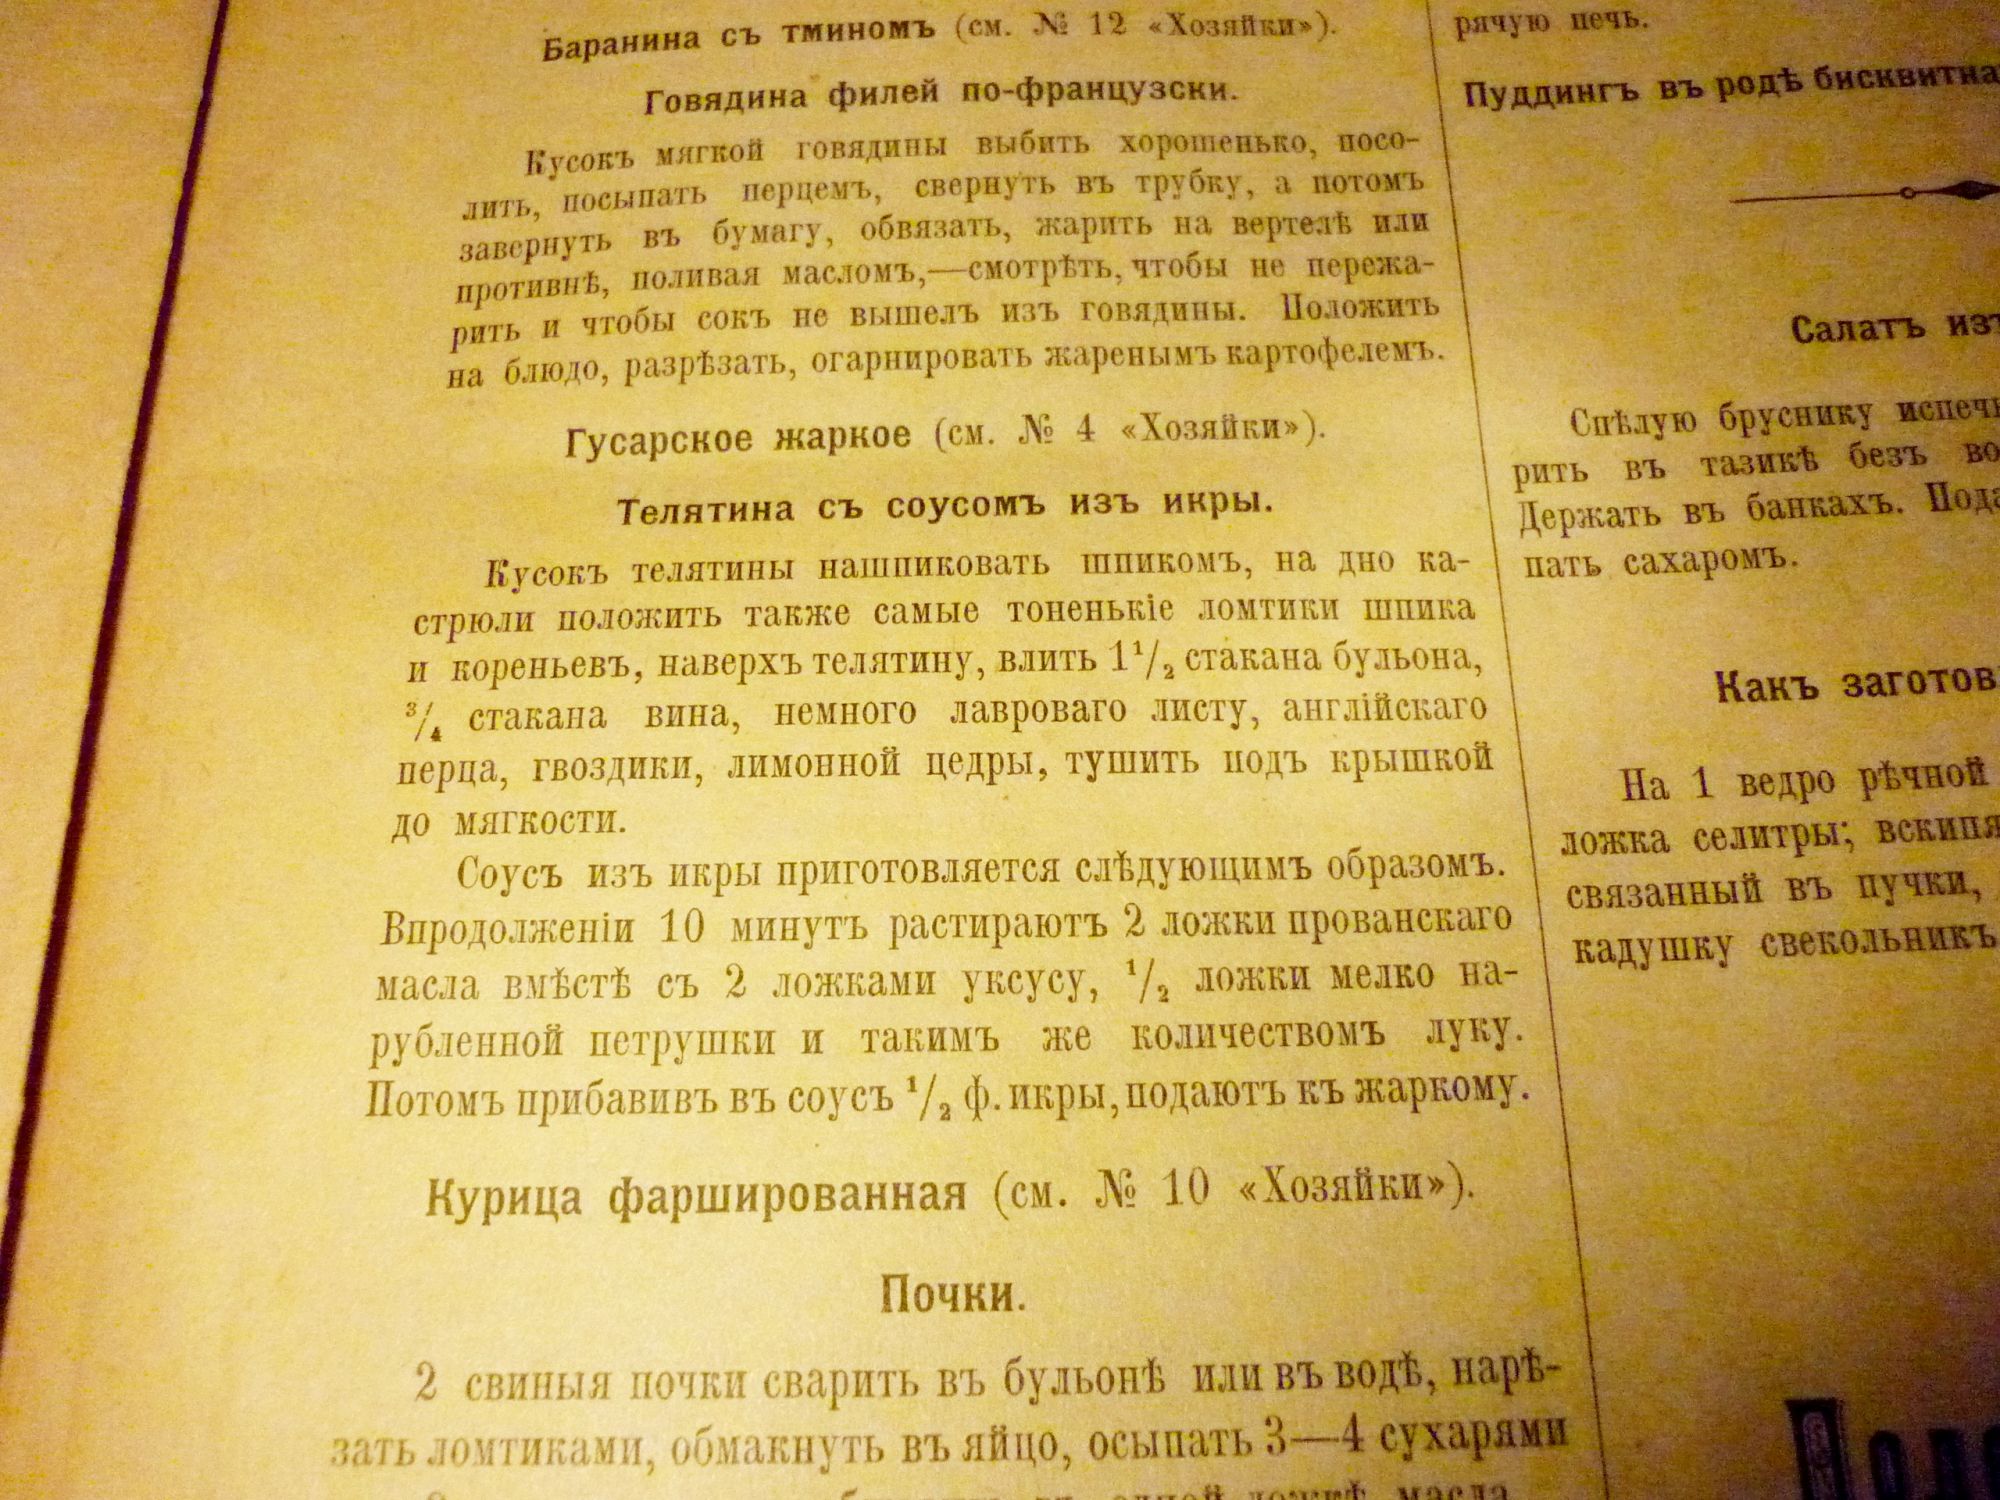 Баранина съ тминомъ (см. № 12 «Хозяйки»).
Говядина филей по-французски.
Кусокъ мягкой говядины выбить хорошенько, посо-
лить, посыпать перцемъ, свернуть въ трубку, а потомъ
завернуть въ бумагу, обвязать, жарить на вертелѣ или
противнѣ, поливая масломъ,—смотрѣть, чтобы не пережа-
рить и чтобы сокъ не вышелъ изъ говядины. Положить
на блюдо, разрѣзать, огарнировать жаренымъ картофелемъ.
Гусарское жаркое (см. № 4 «Хозяйки»).
Телятина съ соусомъ изъ икры.
Кусокъ телятины нашпиковать шпикомъ, на дно ка-
стрюли положить также самые тоненькіе ломтики шпика
и кореньевъ, наверхъ телятину, влить 1 1/2 стакана бульона,
3/4 стакана вина, немного лавроваго листу, англійскаго
перца, гвоздики, лимонной цедры, тушить подъ крышкой
до мягкости.
Соусъ изъ икры приготовляется слѣдующимъ образомъ.
Впродолженіи 10 минутъ растираютъ 2 ложки прованскаго
масла вмѣстѣ съ 2 ложками уксусу, 1/2 ложки мелко на-
рубленной петрушки и такимъ же количествомъ луку.
Потомъ прибавивъ въ соусъ 1/2 ф. икры, подаютъ къ жаркому.
Курица фаршированная (см. № 10 «Хозяйки»).
Почки.
2 свиныя почки сварить въ бульонѣ или въ водѣ, нарѣ-
зать ломтиками, обмакнуть въ яйцо, осыпать 3—4 сухарями
одной ложкѣ масла
рячую печь.
Пуддингъ въ родѣ бисквитна
Салатъ изъ
Спѣлую бруснику испечь
рить въ тазикѣ безъ во
Держать въ банкахъ. Пода
пать сахаромъ.
Какъ заготов
На 1 ведро рѣчной
ложка селитры; вскипя
связанный въ пучки,
кадушку свекольникъ